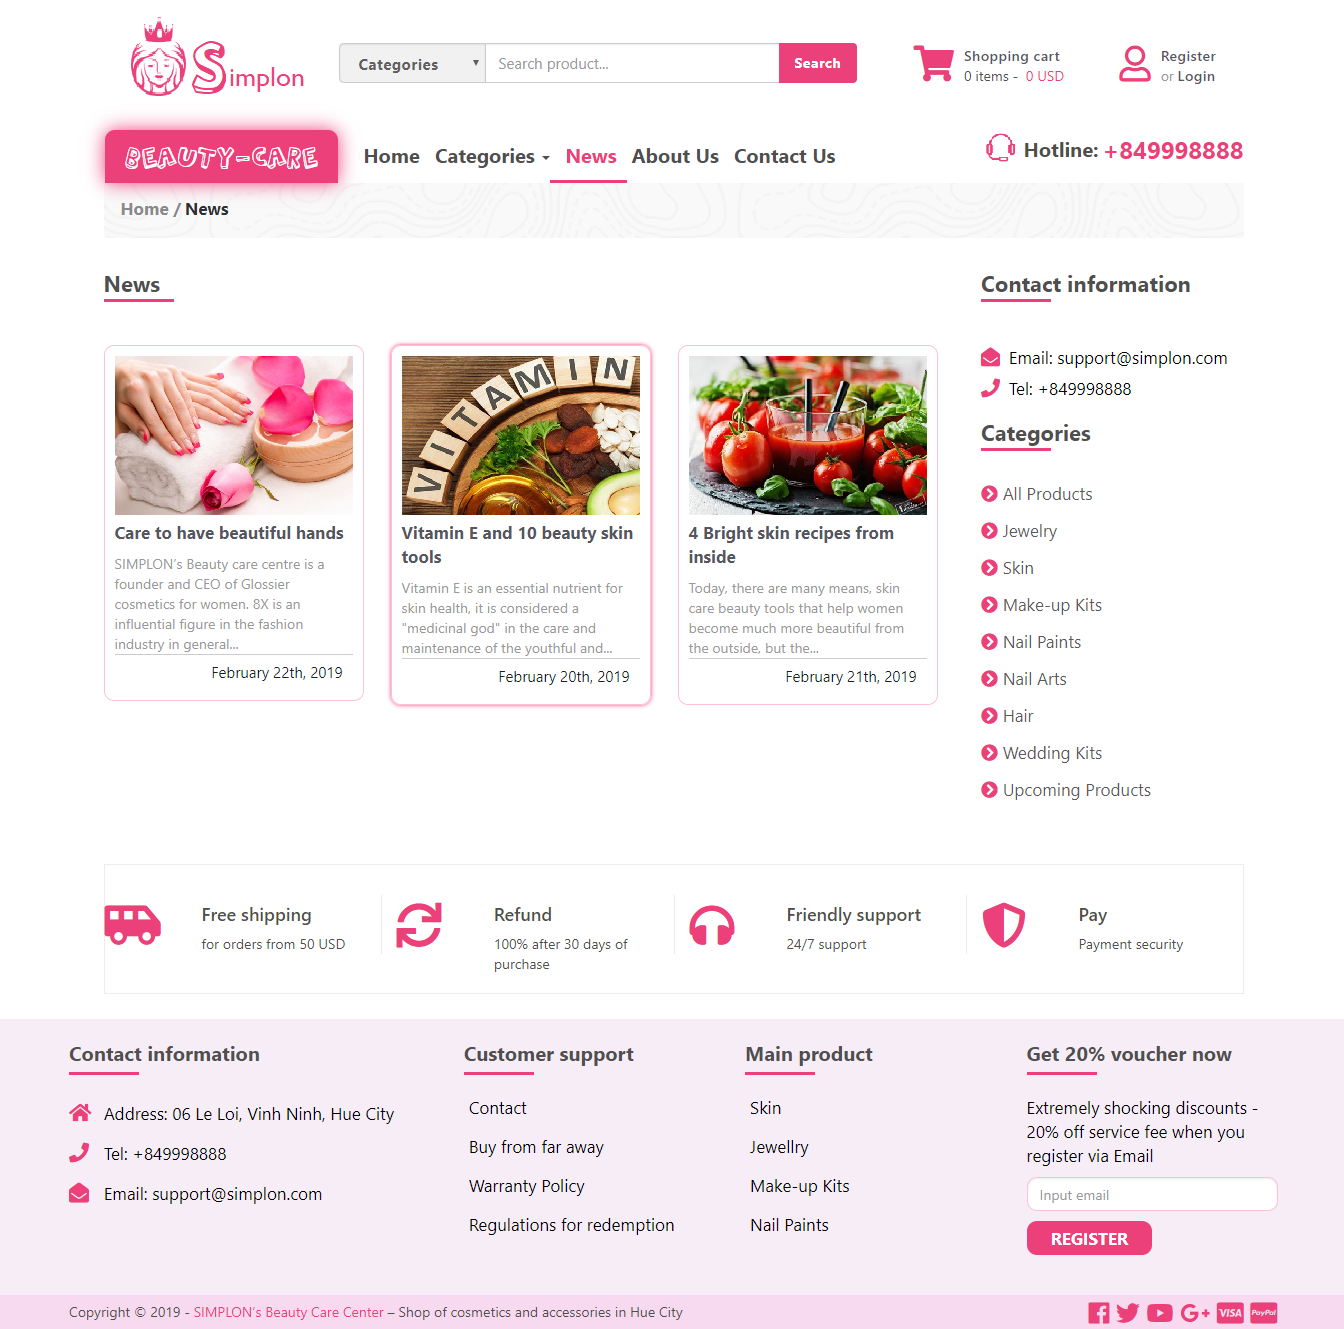 Simplon
Categories
Search product...
Search
Shopping cart
0 items - 0 USD
Register
or Login
BEAUTY-CARE
Home
Categories
News
About Us
Contact Us
Hotline: +849998888
Home / News
News
VITAMIN
Care to have beautiful hands
SIMPLON's Beauty care centre is a
founder and CEO of Glossier
cosmetics for women. 8X is an
influential figure in the fashion
industry in general...
February 22th, 2019
Vitamin E and 10 beauty skin
tools
Vitamin E is an essential nutrient for
skin health, it is considered a
"medicinal god" in the care and
maintenance of the youthful and...
February 20th, 2019
4 Bright skin recipes from
inside
Today, there are many means, skin
care beauty tools that help women
become much more beautiful from
the outside, but the...
February 21th, 2019
Contact information
Email: support@simplon.com
Tel: +849998888
Categories
All Products
Jewelry
Skin
Make-up Kits
Nail Paints
Nail Arts
Hair
Wedding Kits
Upcoming Products
Free shipping
for orders from 50 USD
Refund
100% after 30 days of
purchase
Friendly support
24/7 support
Pay
Payment security
Contact information
Address: 06 Le Loi, Vinh Ninh, Hue City
Tel: +849998888
Email: support@simplon.com
Customer support
Contact
Buy from far away
Warranty Policy
Regulations for redemption
Main product
Skin
Jewellry
Make-up Kits
Nail Paints
Get 20% voucher now
Extremely shocking discounts -
20% off service fee when you
register via Email
Input email
REGISTER
Copyright © 2019 - SIMPLON's Beauty Care Center – Shop of cosmetics and accessories in Hue City
G+
VISA
PayPal